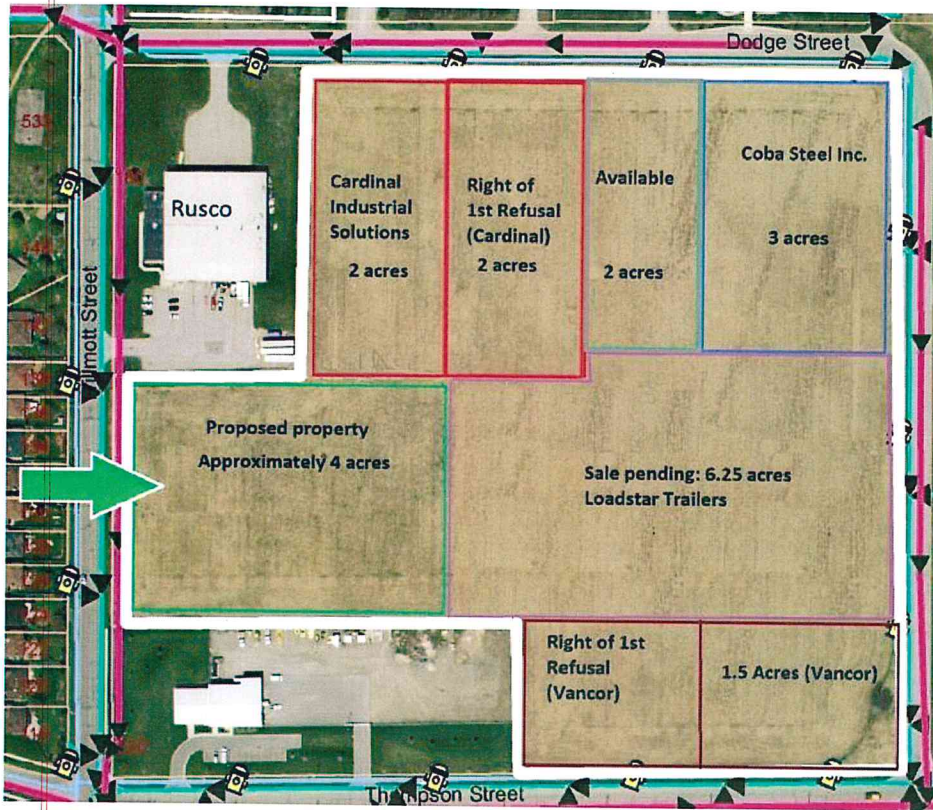 Dodge Street
533
Rusco
Cardinal
Industrial
Solutions
2 acres
Right of
1st Refusal
(Cardinal)
2 acres
Available
2 acres
Coba Steel Inc.
3 acres
Proposed property
Approximately 4 acres
Sale pending: 6.25 acres
Loadstar Trailers
Right of 1st
Refusal
(Vancor)
1.5 Acres (Vancor)
Thompson Street